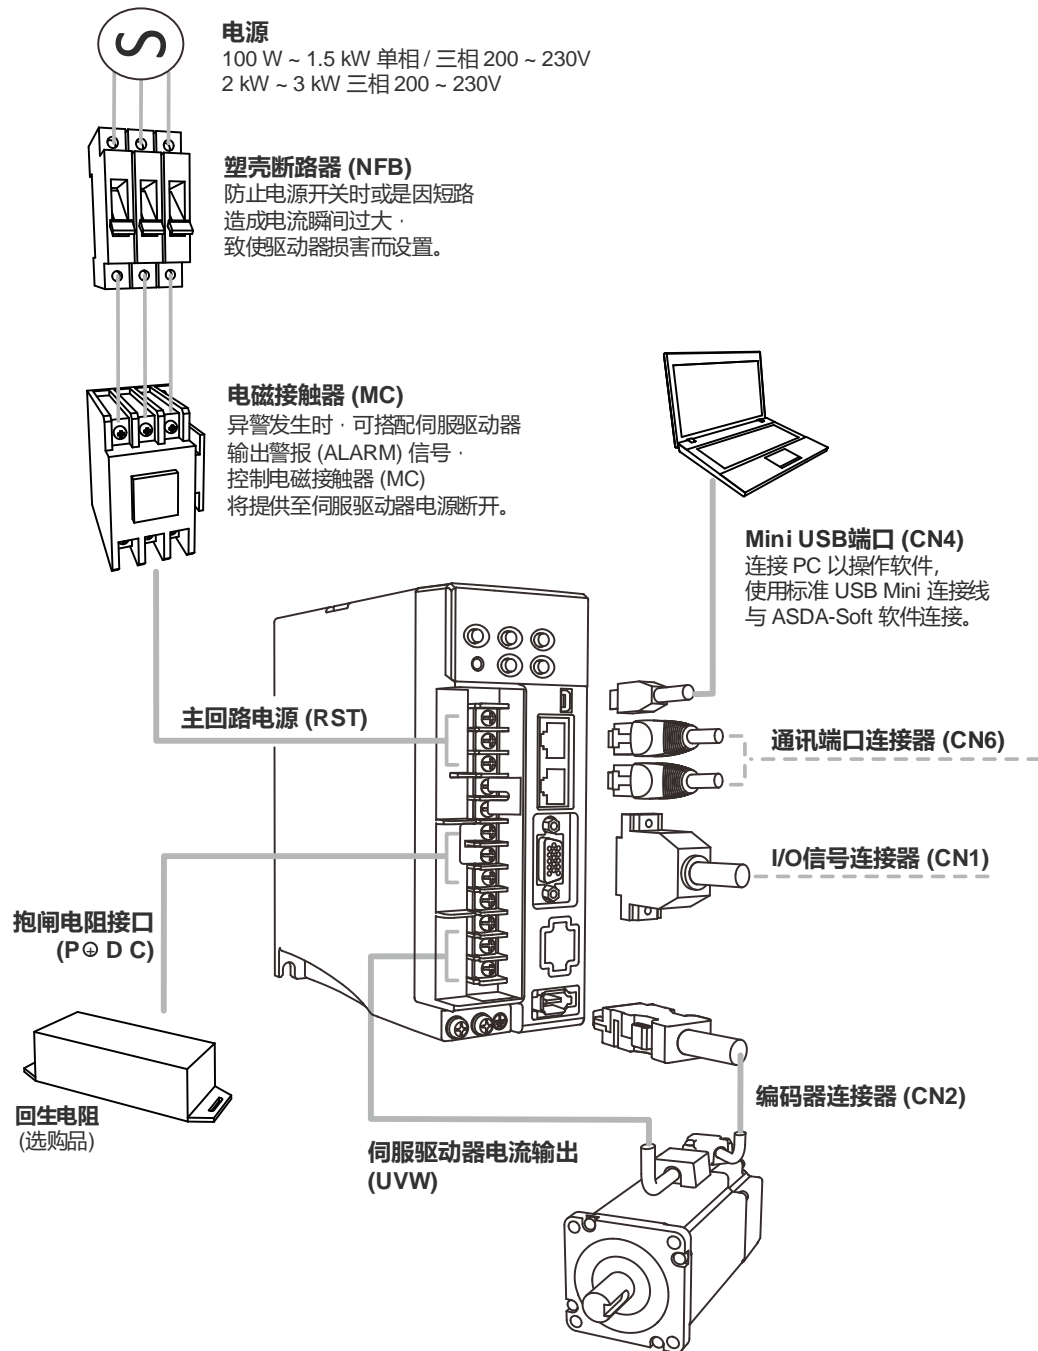 电源
100 W ~ 1.5 kW 单相 / 三相 200 ~ 230V
2 kW ~ 3 kW 三相 200 ~ 230V
塑壳断路器 (NFB)
防止电源开关时或是因短路
造成电流瞬间过大，
致使驱动器损害而设置。
电磁接触器 (MC)
异警发生时，可搭配伺服驱动器
输出警报 (ALARM) 信号，
控制电磁接触器 (MC)
将提供至伺服驱动器电源断开。
Mini USB端口 (CN4)
连接 PC 以操作软件,
使用标准 USB Mini 连接线
与 ASDA-Soft 软件连接。
主回路电源 (RST)
通讯端口连接器 (CN6)
I/O信号连接器 (CN1)
抱闸电阻接口
(P⊕ D C)
回生电阻
(选购品)
编码器连接器 (CN2)
伺服驱动器电流输出
(UVW)